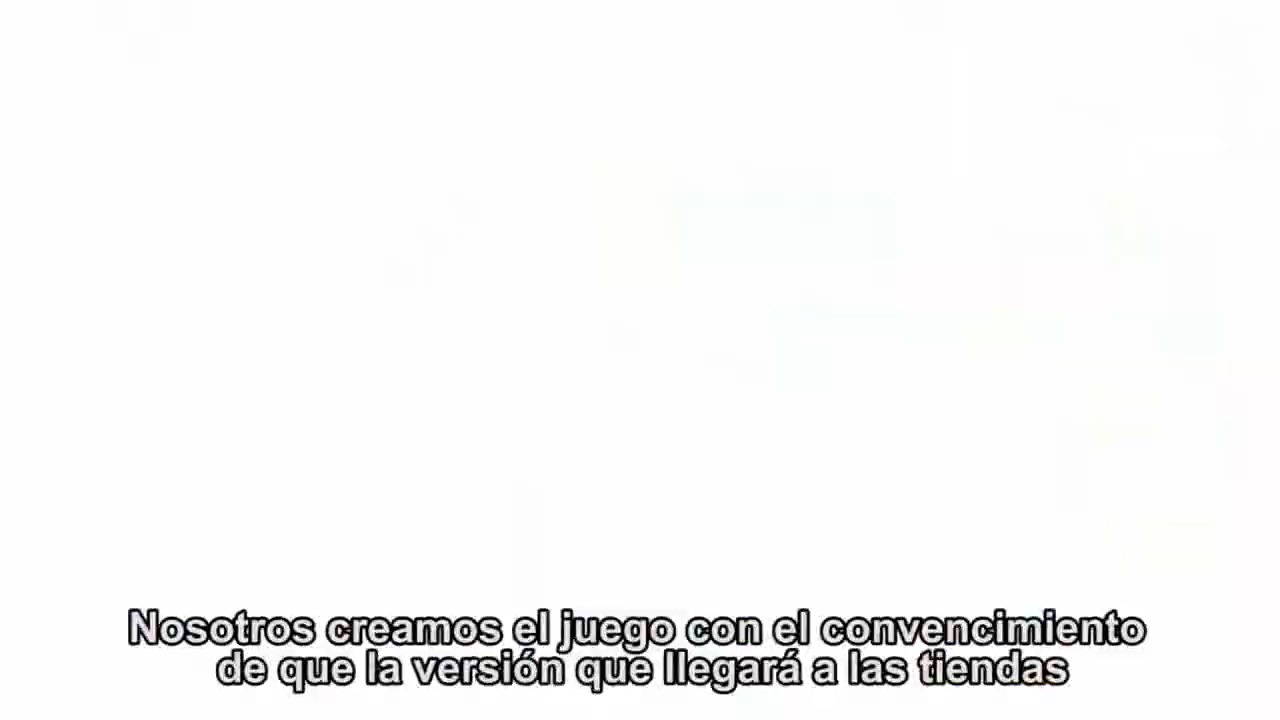 Nosotros creamos el juego con el convencimiento
de que la versión que llegará a las tiendas